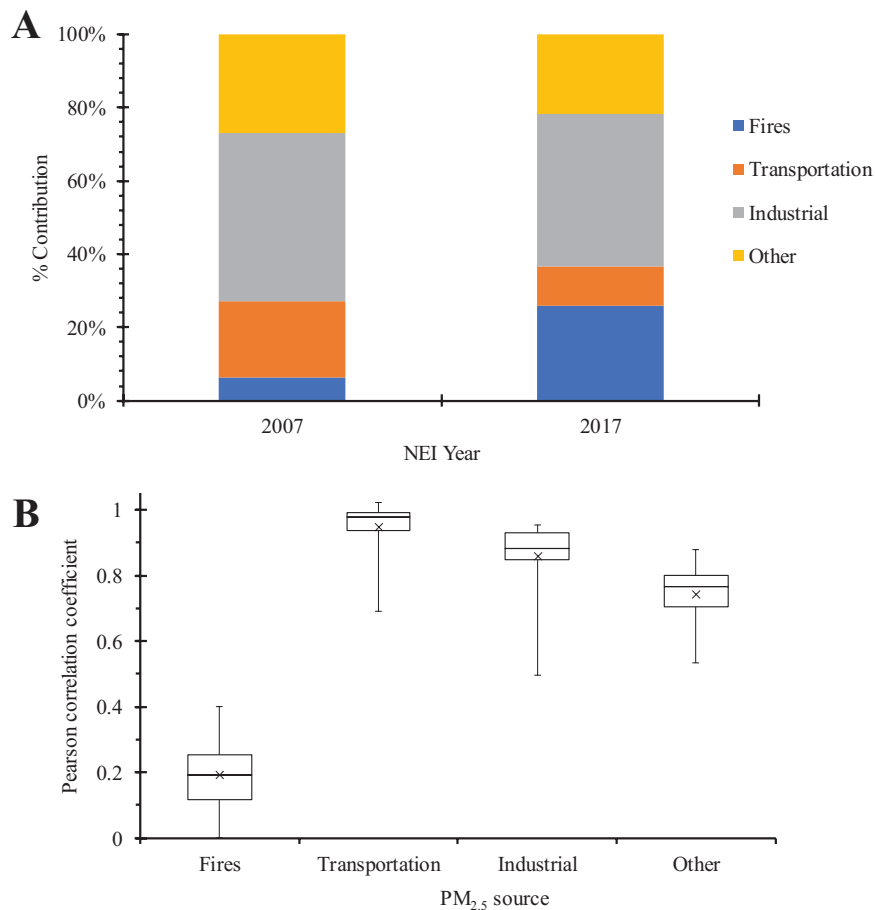 A
100%
80%
60%
40%
20%
0%
% Contribution
2007
2017
NEI Year
Fires
Transportation
Industrial
Other
B
1
0.8
0.6
0.4
0.2
0
Pearson correlation coefficient
Fires
Transportation
Industrial
Other
PM2.5 source